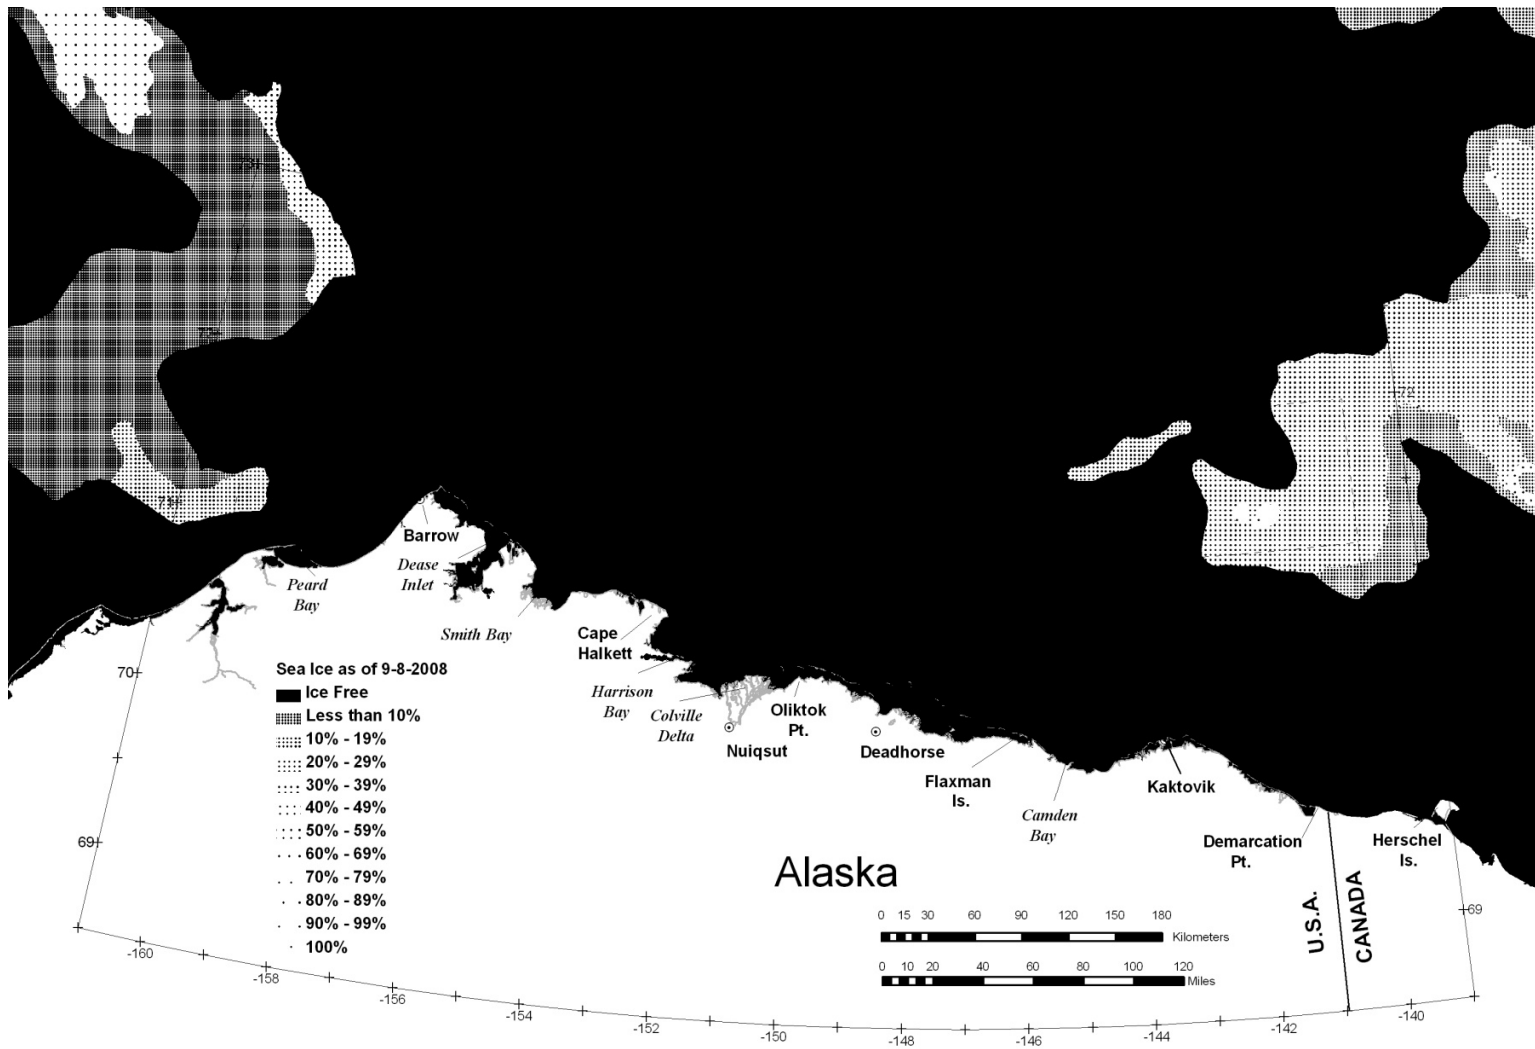 73
72
72
71
Barrow
Dease
Inlet
Peard
Bay
Smith Bay
Cape
Halkett
Harrison
Bay
Colville
Delta
Oliktok
Pt.
Nuiqsut
Deadhorse
Flaxman
Is.
Camden
Bay
Kaktovik
Demarcation
Pt.
Herschel
Is.
70
69
69
Sea Ice as of 9-8-2008
Ice Free
Less than 10%
10% - 19%
20% - 29%
30% - 39%
40% - 49%
50% - 59%
60% - 69%
70% - 79%
80% - 89%
90% - 99%
100%
Alaska
U.S.A.
CANADA
0 15 30 60 90 120 150 180
Kilometers
0 10 20 40 60 80 100 120
Miles
-160
-158
-156
-154
-152
-150
-148
-146
-144
-142
-140